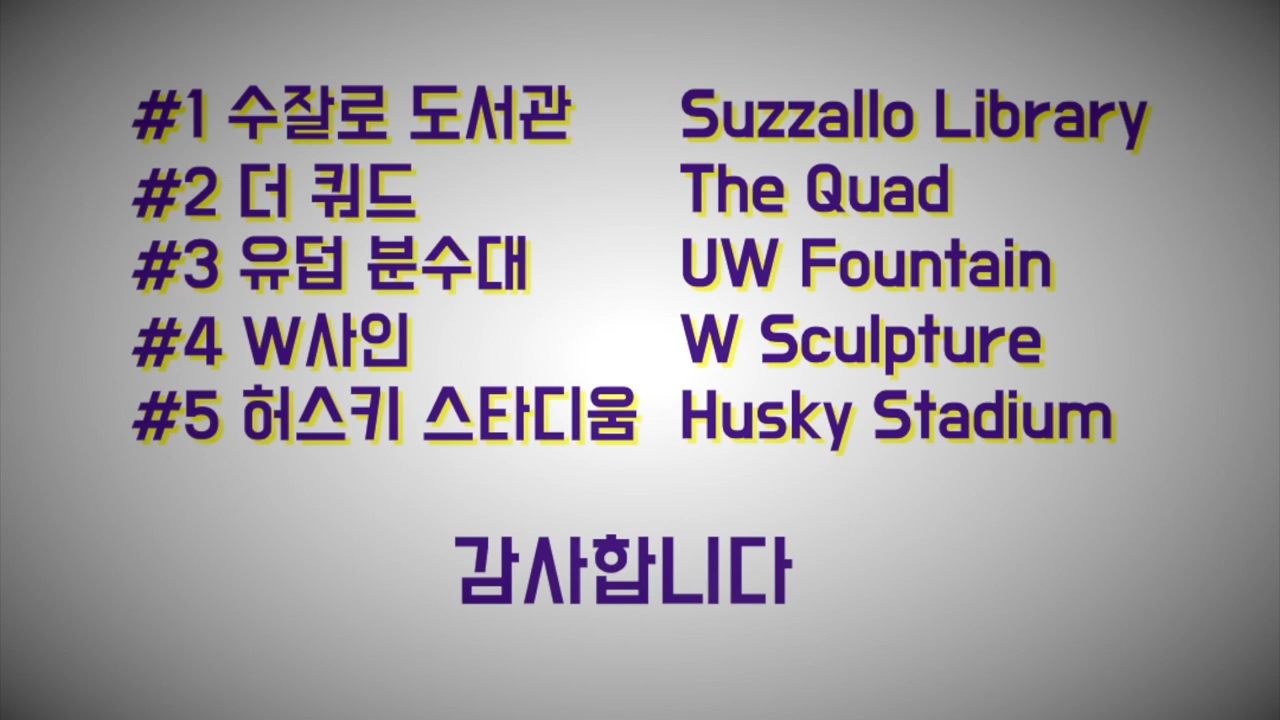 #1 수잘로 도서관 Suzzallo Library
#2 더 쿼드 The Quad
#3 유덥 분수대 UW Fountain
#4 W사인 W Sculpture
#5 허스키 스타디움 Husky Stadium
감사합니다